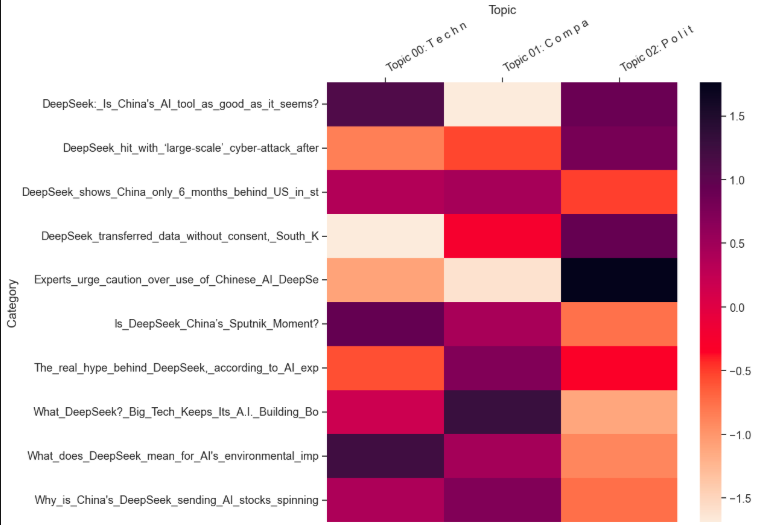 Topic
Topic 00: T e c h n
Topic 01: C o m p a
Topic 02: P o l i t
Category
DeepSeek:_Is_China's_AI_tool_as_good_as_it_seems?
DeepSeek_hit_with_‘large-scale’_cyber-attack_after
DeepSeek_shows_China_only_6_months_behind_US_in_st
DeepSeek_transferred_data_without_consent,_South_K
Experts_urge_caution_over_use_of_Chinese_AI_DeepSe
Is_DeepSeek_China’s_Sputnik_Moment?
The_real_hype_behind_DeepSeek,_according_to_AI_exp
What_DeepSeek?_Big_Tech_Keeps_Its_A.I._Building_Bo
What_does_DeepSeek_mean_for_AI's_environmental_imp
Why_is_China's_DeepSeek_sending_AI_stocks_spinning
1.5
1.0
0.5
0.0
−0.5
−1.0
−1.5